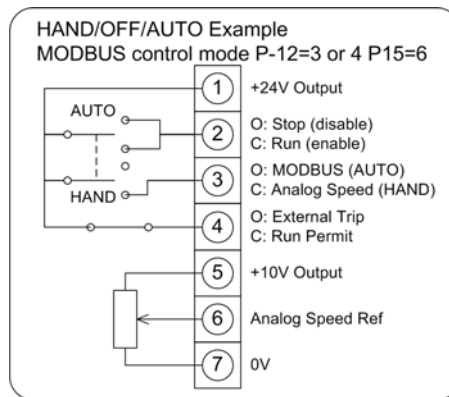 HAND/OFF/AUTO Example
MODBUS control mode P-12=3 or 4 P15=6
1 +24V Output
AUTO
2 O: Stop (disable)
C: Run (enable)
3 O: MODBUS (AUTO)
C: Analog Speed (HAND)
HAND
4 O: External Trip
C: Run Permit
5 +10V Output
6 Analog Speed Ref
7 0V